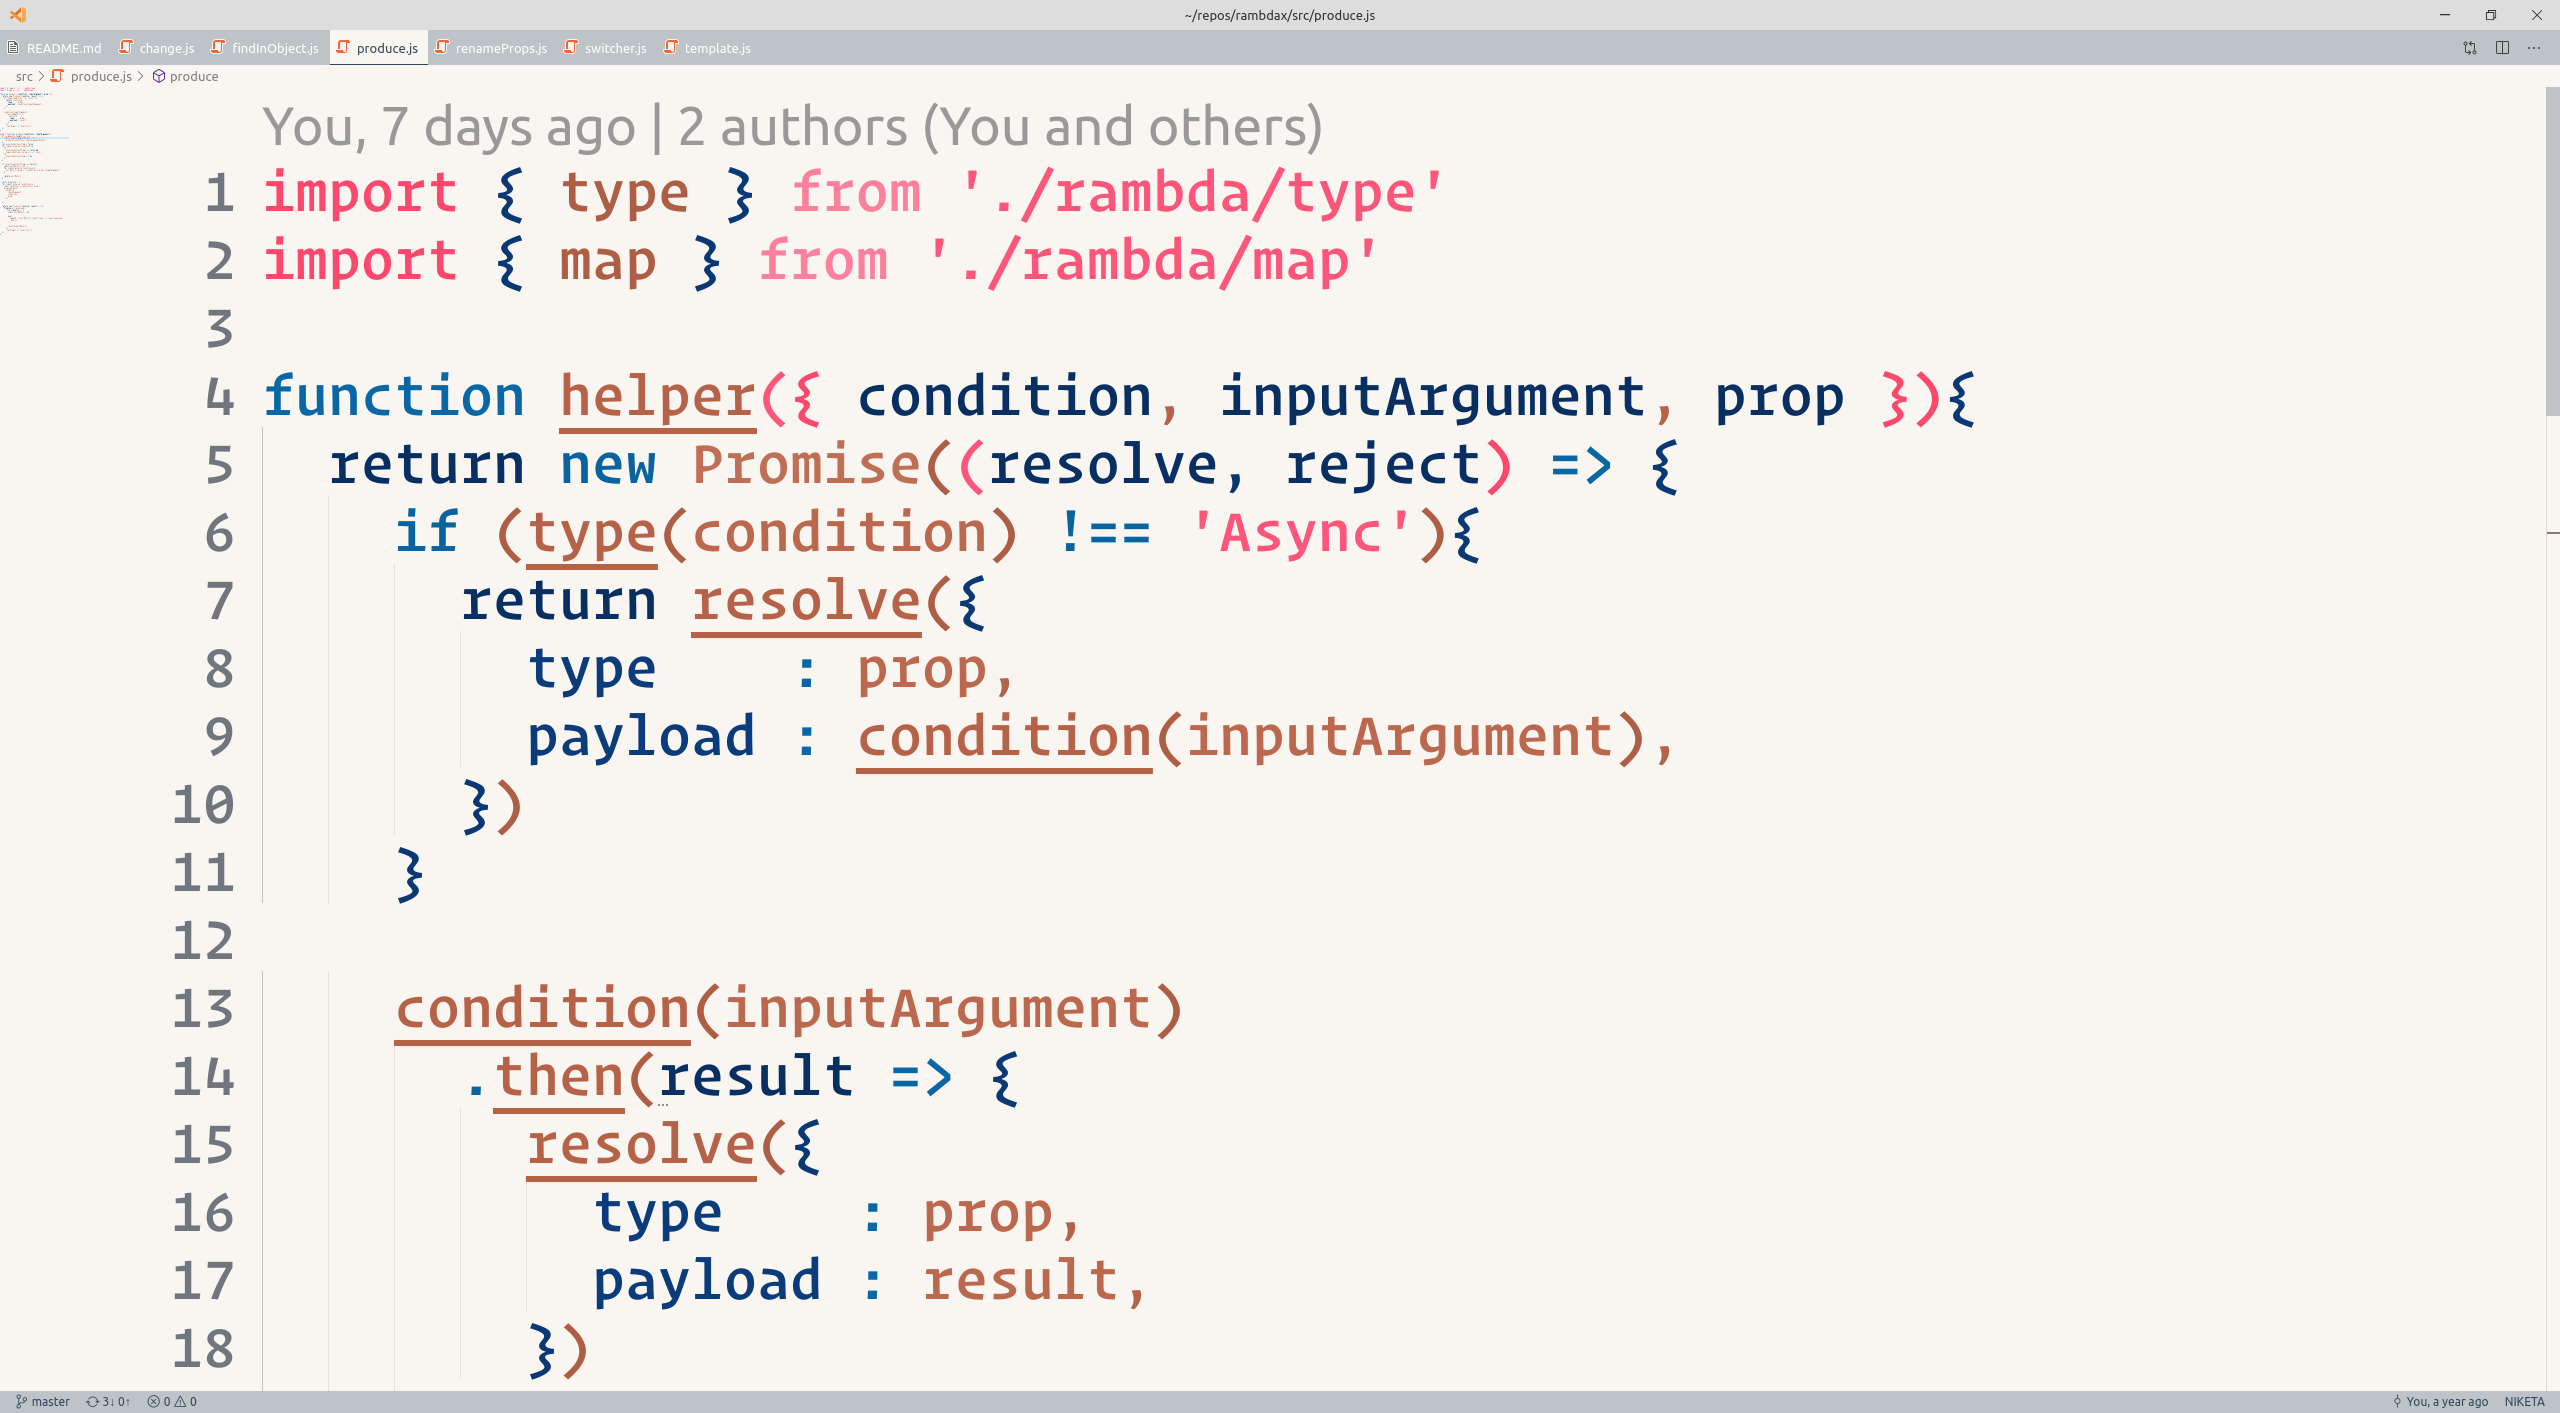 ~/repos/rambdax/src/produce.js
README.md change.js findInObject.js produce.js renameProps.js switcher.js template.js
src > produce.js > produce
You, 7 days ago | 2 authors (You and others)
1 import { type } from './rambda/type'
2 import { map } from './rambda/map'
3
4 function helper({ condition, inputArgument, prop }){
5   return new Promise((resolve, reject) => {
6     if (type(condition) !== 'Async'){
7       return resolve({
8         type    : prop,
9         payload : condition(inputArgument),
10       })
11     }
12
13     condition(inputArgument)
14       .then(result => {
15         resolve({
16           type    : prop,
17           payload : result,
18         })
master 3↓ 0↑ 0 0 You, a year ago NIKETA